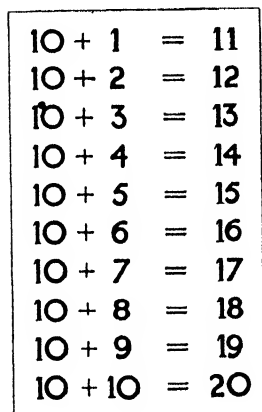 10 + 1 = 11
10 + 2 = 12
10 + 3 = 13
10 + 4 = 14
10 + 5 = 15
10 + 6 = 16
10 + 7 = 17
10 + 8 = 18
10 + 9 = 19
10 + 10 = 20